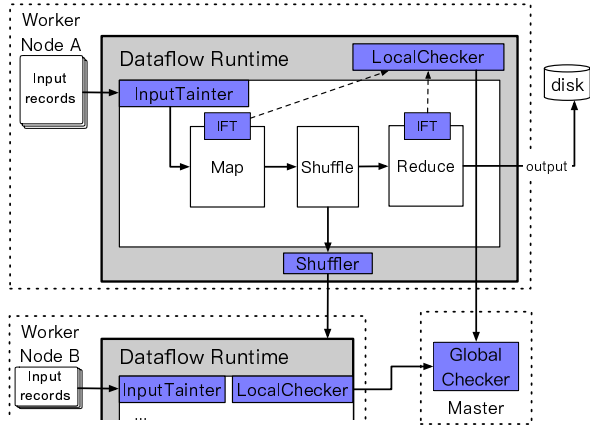 Worker
Node A
Input
records
Dataflow Runtime
LocalChecker
InputTainter
IFT
IFT
Map
Shuffle
Reduce
output
disk
Shuffler
Worker
Node B
Input
records
Dataflow Runtime
InputTainter
LocalChecker
...
Global
Checker
Master